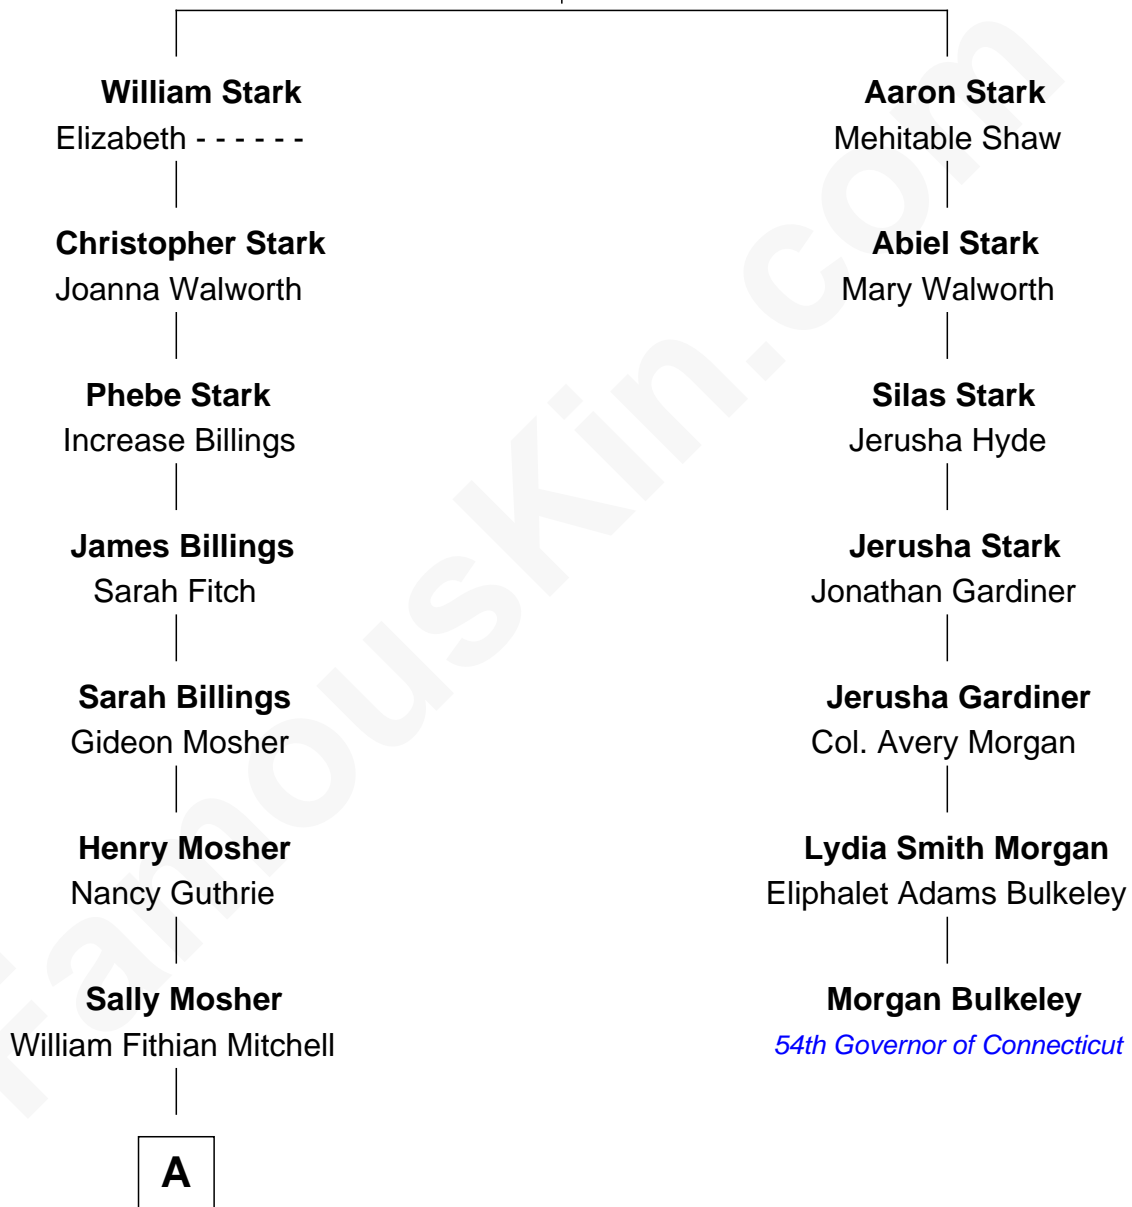 William Stark
Elizabeth - - - - - -
Christopher Stark
Joanna Walworth
Phebe Stark
Increase Billings
James Billings
Sarah Fitch
Sarah Billings
Gideon Mosher
Henry Mosher
Nancy Guthrie
Sally Mosher
William Fithian Mitchell
A
Aaron Stark
Mehitable Shaw
Abiel Stark
Mary Walworth
Silas Stark
Jerusha Hyde
Jerusha Stark
Jonathan Gardiner
Jerusha Gardiner
Col. Avery Morgan
Lydia Smith Morgan
Eliphalet Adams Bulkeley
Morgan Bulkeley
54th Governor of Connecticut
FamousKin.com